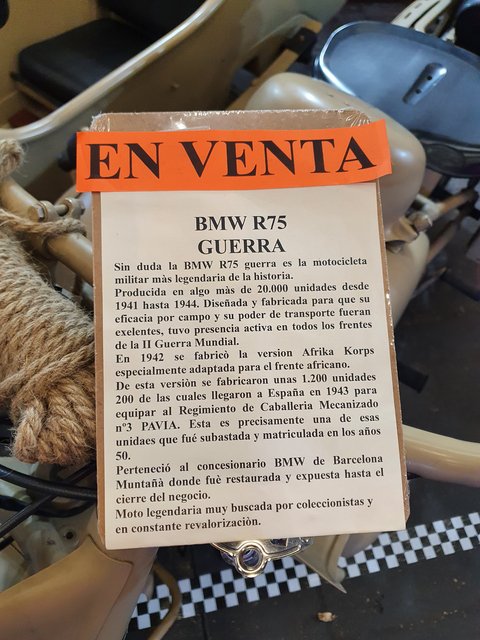 EN VENTA
BMW R75
GUERRA
Sin duda la BMW R75 guerra es la motocicleta
militar màs legendaria de la historia.
Producida en algo màs de 20.000 unidades desde
1941 hasta 1944. Diseñada y fabricada para que su
eficacia por campo y su poder de transporte fueran
exelentes, tuvo presencia activa en todos los frentes
de la II Guerra Mundial.
En 1942 se fabricò la version Afrika Korps
especialmente adaptada para el frente africano.
De esta versiòn se fabricaron unas 1.200 unidades
200 de las cuales llegaron a España en 1943 para
equipar al Regimiento de Caballeria Mecanizado
nº3 PAVIA. Esta es precisamente una de esas
unidaes que fué subastada y matriculada en los años
50.
Perteneciò al concesionario BMW de Barcelona
Muntañà donde fuè restaurada y expuesta hasta el
cierre del negocio.
Moto legendaria muy buscada por coleccionistas y
en constante revalorizaciòn.